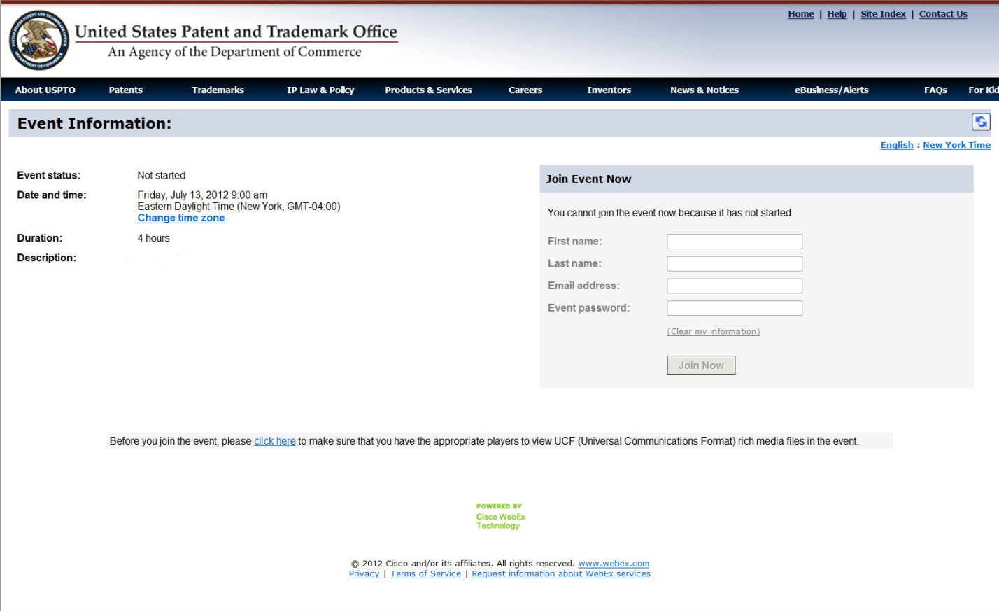 Home | Help | Site Index | Contact Us
United States Patent and Trademark Office
An Agency of the Department of Commerce
About USPTO Patents Trademarks IP Law & Policy Products & Services Careers Inventors News & Notices eBusiness/Alerts FAQs For Kid
Event Information:
English : New York Time
Event status: Not started
Date and time: Friday, July 13, 2012 9:00 am
Eastern Daylight Time (New York, GMT-04:00)
Change time zone
Duration: 4 hours
Description:
Join Event Now
You cannot join the event now because it has not started.
First name:
Last name:
Email address:
Event password:
(Clear my information)
Join Now
Before you join the event, please click here to make sure that you have the appropriate players to view UCF (Universal Communications Format) rich media files in the event.
POWERED BY
Cisco WebEx
Technology
© 2012 Cisco and/or its affiliates. All rights reserved. www.webex.com
Privacy | Terms of Service | Request information about WebEx services